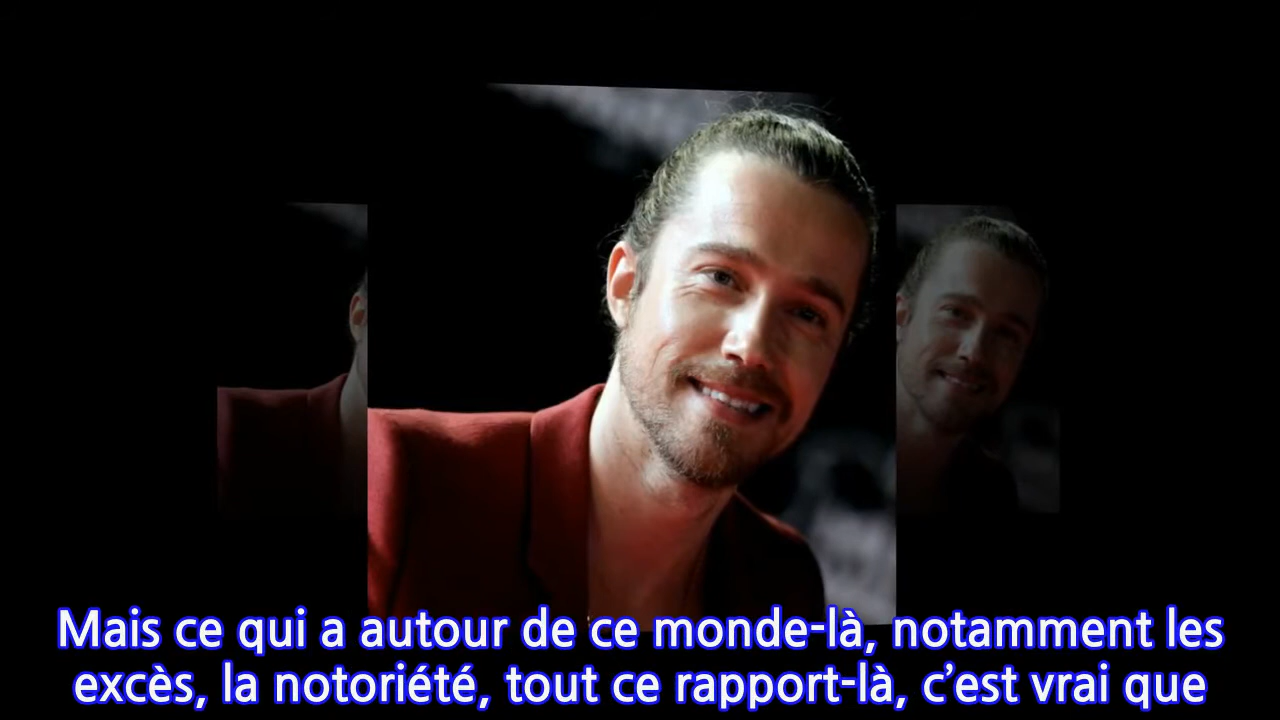 Mais ce qui a autour de ce monde-là, notamment les
excès, la notoriété, tout ce rapport-là, c’est vrai que